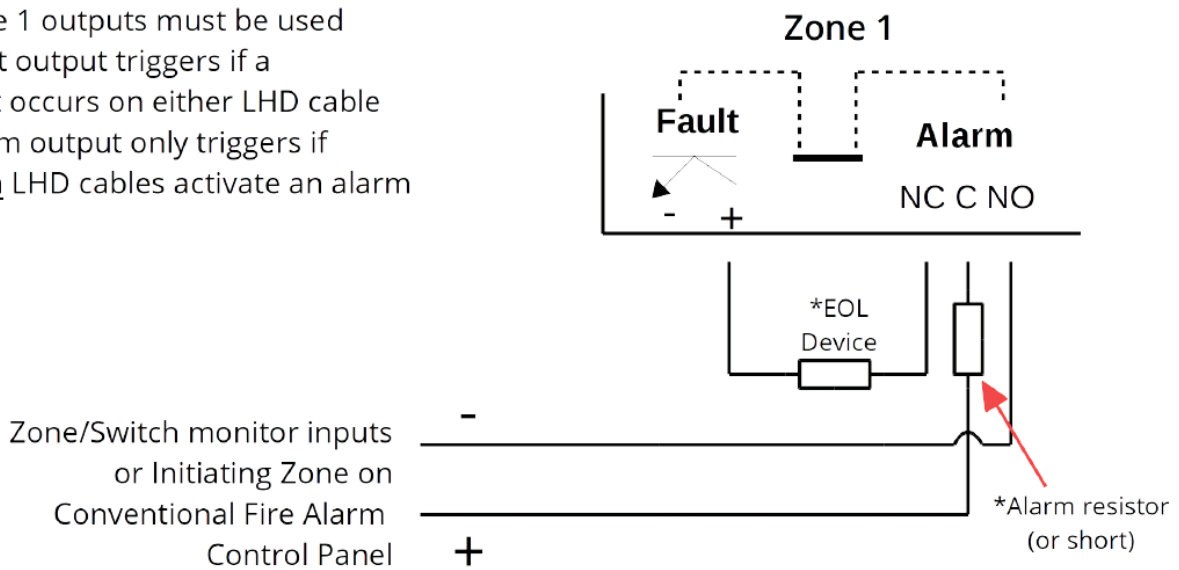 e 1 outputs must be used
t output triggers if a
t occurs on either LHD cable
m output only triggers if
LHD cables activate an alarm
Zone 1
Fault
Alarm
- +
NC C NO
*EOL
Device
-
Zone/Switch monitor inputs
or Initiating Zone on
Conventional Fire Alarm
Control Panel
+
*Alarm resistor
(or short)